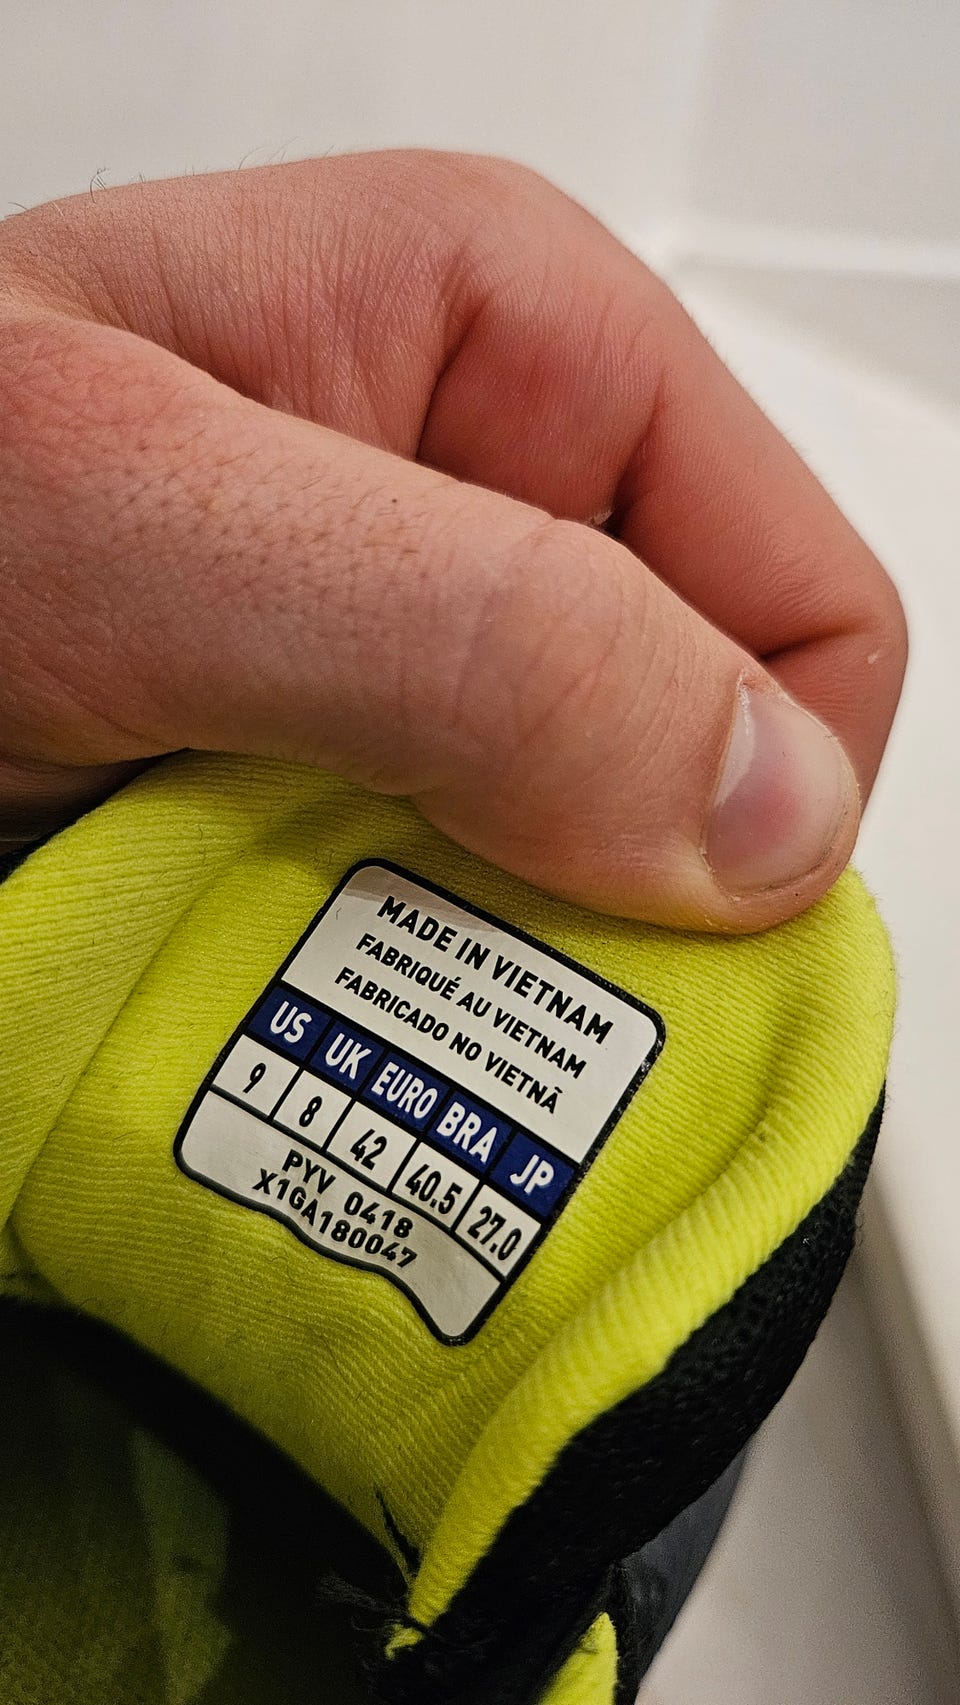 MADE IN VIETNAM
FABRIQUÉ AU VIETNAM
FABRICADO NO VIETNÃ
US UK EURO BRA JP
9 8 42 40.5 27.0
PYV 0418
X1GA180047